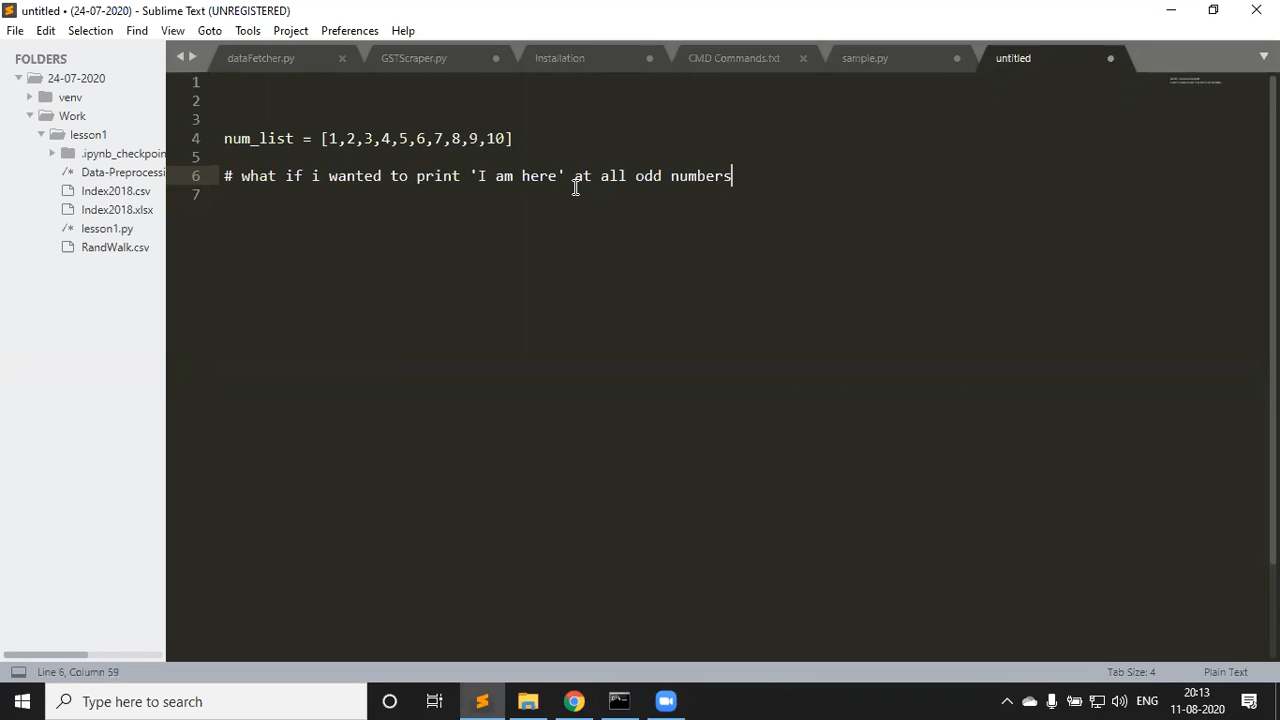 untitled • (24-07-2020) - Sublime Text (UNREGISTERED)
File Edit Selection Find View Goto Tools Project Preferences Help
FOLDERS
24-07-2020
venv
Work
lesson1
.ipynb_checkpoin
Data-Preprocessi
Index2018.csv
Index2018.xlsx
lesson1.py
RandWalk.csv
dataFetcher.py GSTScraper.py Installation CMD Commands.txt sample.py untitled
1
2
3
4 num_list = [1,2,3,4,5,6,7,8,9,10]
5
6 # what if i wanted to print 'I am here' at all odd numbers
7
Line 6, Column 59 Tab Size: 4 Plain Text
Type here to search
ENG
20:13
11-08-2020